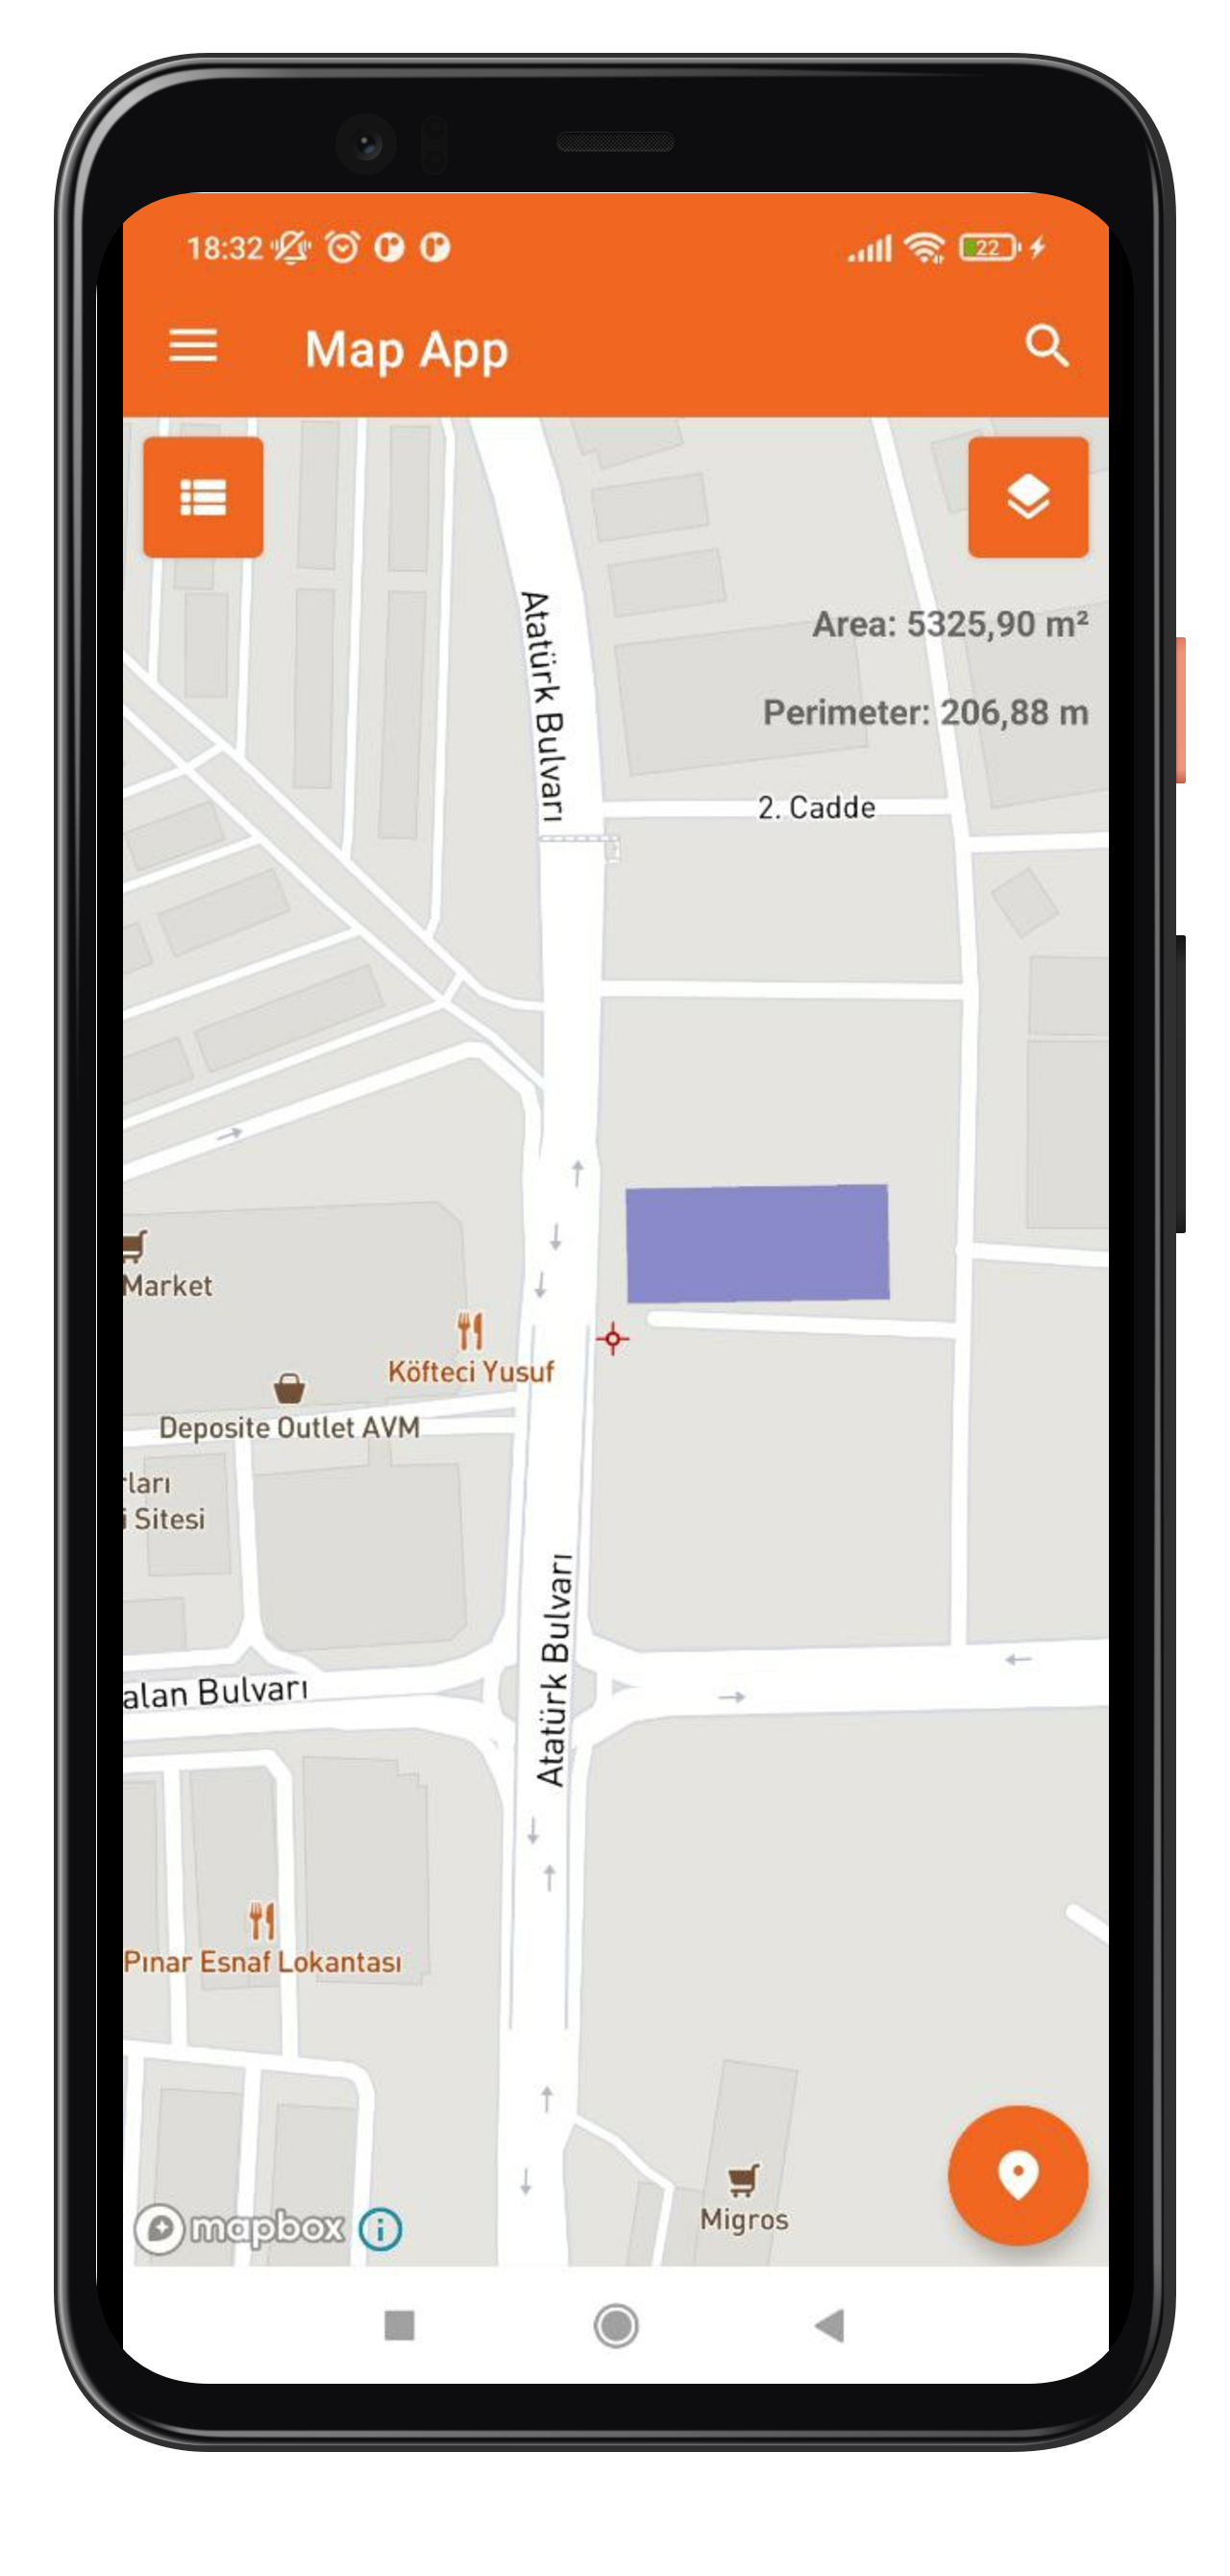 18:32
22
Map App
Atatürk Bulvarı
Area: 5325,90 m²
Perimeter: 206,88 m
2. Cadde
Market
Köfteci Yusuf
Deposite Outlet AVM
rları
i Sitesi
Atatürk Bulvarı
alan Bulvarı
Pınar Esnaf Lokantası
Migros
mapbox